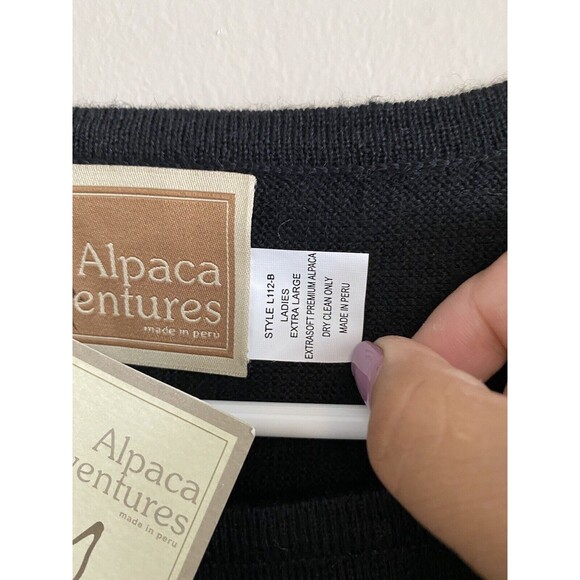 Alpaca
entures
made in peru
STYLE L112-B
LADIES
EXTRA LARGE
EXTRASOFT PREMIUM ALPACA
DRY CLEAN ONLY
MADE IN PERU
Alpaca
ventures
made in peru